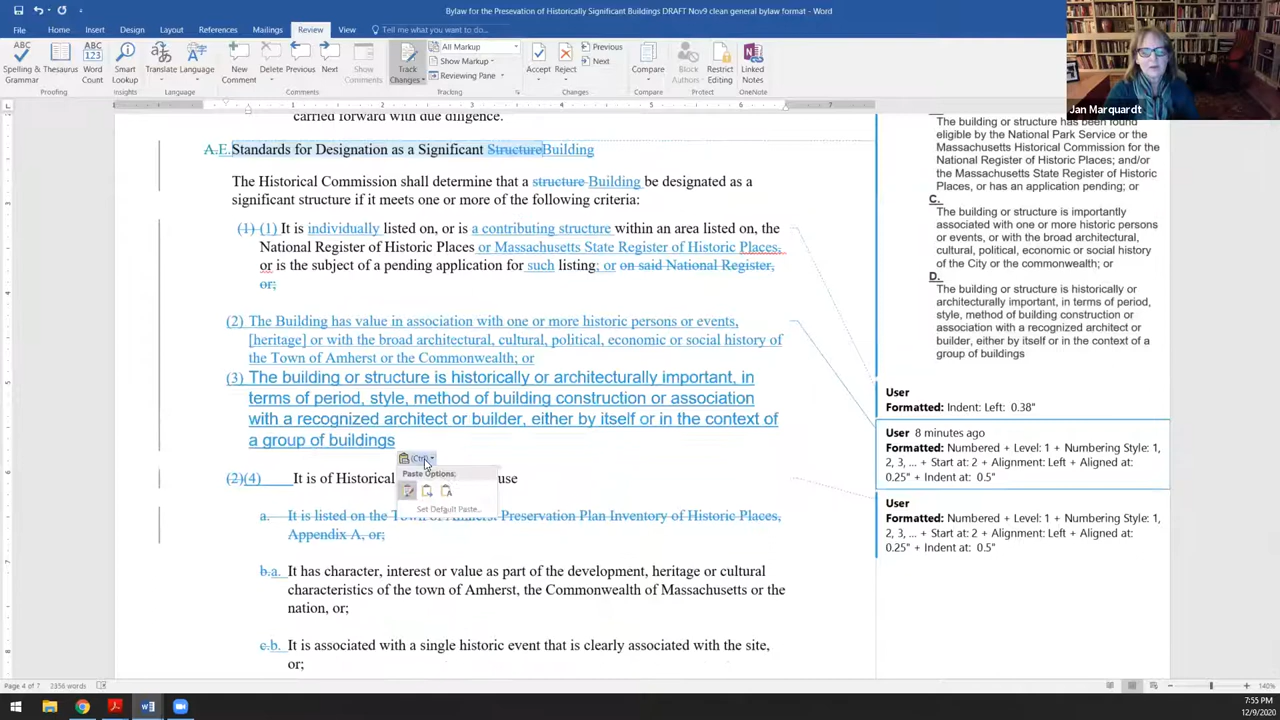 Bylaw for the Presevation of Historically Significant Buildings DRAFT Nov9 clean general bylaw format - Word
File Home Insert Draw Design Layout References Mailings Review View Tell me what you want to do...
Spelling & Grammar Thesaurus Word Count Smart Lookup Translate Language New Comment Delete Previous Next Show Comments Track Changes All Markup Show Markup Reviewing Pane Accept Reject Previous Next Compare Block Authors Restrict Editing Linked Notes
Proofing Insights Language Comments Tracking Changes Compare Protect OneNote
Jan Marquardt
carried forward with due diligence.
A.E.Standards for Designation as a Significant StructureBuilding
The Historical Commission shall determine that a structure Building be designated as a
significant structure if it meets one or more of the following criteria:
(1) (1) It is individually listed on, or is a contributing structure within an area listed on, the
National Register of Historic Places or Massachusetts State Register of Historic Places,
or is the subject of a pending application for such listing; or on said National Register,
or;
(2) The Building has value in association with one or more historic persons or events,
[heritage] or with the broad architectural, cultural, political, economic or social history of
the Town of Amherst or the Commonwealth; or
(3) The building or structure is historically or architecturally important, in
terms of period, style, method of building construction or association
with a recognized architect or builder, either by itself or in the context of
a group of buildings
(Ctrl)
Paste Options:
Set Default Paste...
(2)(4) It is of Historical use
a. It is listed on the Town of Amherst Preservation Plan Inventory of Historic Places,
Appendix A, or;
b.a. It has character, interest or value as part of the development, heritage or cultural
characteristics of the town of Amherst, the Commonwealth of Massachusetts or the
nation, or;
c.b. It is associated with a single historic event that is clearly associated with the site,
or;
The building or structure has been found
eligible by the National Park Service or the
Massachusetts Historical Commission for the
National Register of Historic Places; and/or
the Massachusetts State Register of Historic
Places, or has an application pending; or
C.
The building or structure is importantly
associated with one or more historic persons
or events, or with the broad architectural,
cultural, political, economic or social history
of the City or the commonwealth; or
D.
The building or structure is historically or
architecturally important, in terms of period,
style, method of building construction or
association with a recognized architect or
builder, either by itself or in the context of a
group of buildings
User
Formatted: Indent: Left: 0.38"
User 8 minutes ago
Formatted: Numbered + Level: 1 + Numbering Style: 1,
2, 3, ... + Start at: 2 + Alignment: Left + Aligned at:
0.25" + Indent at: 0.5"
User
Formatted: Numbered + Level: 1 + Numbering Style: 1,
2, 3, ... + Start at: 2 + Alignment: Left + Aligned at:
0.25" + Indent at: 0.5"
Page 4 of 7 2356 words 140%
7:55 PM
12/9/2020